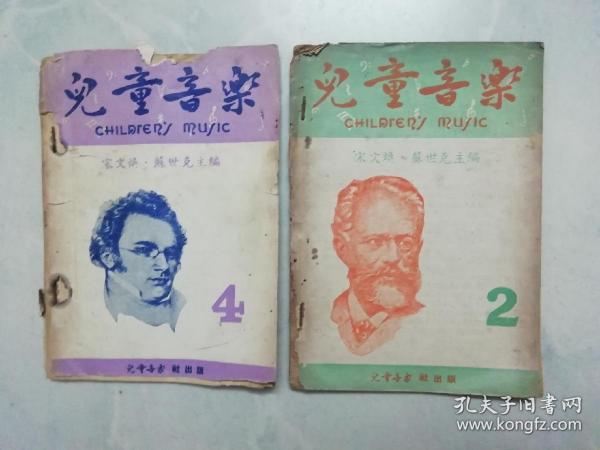 兒童音樂
CHILDREN'S MUSIC
宋文焕·蘇世克主編
4
兒童音樂 社出版
兒童音樂
CHILDREN'S MUSIC
宋文焕·蘇世克主編
2
兒童音樂 社出版
孔夫子旧书网
www.kongfz.com